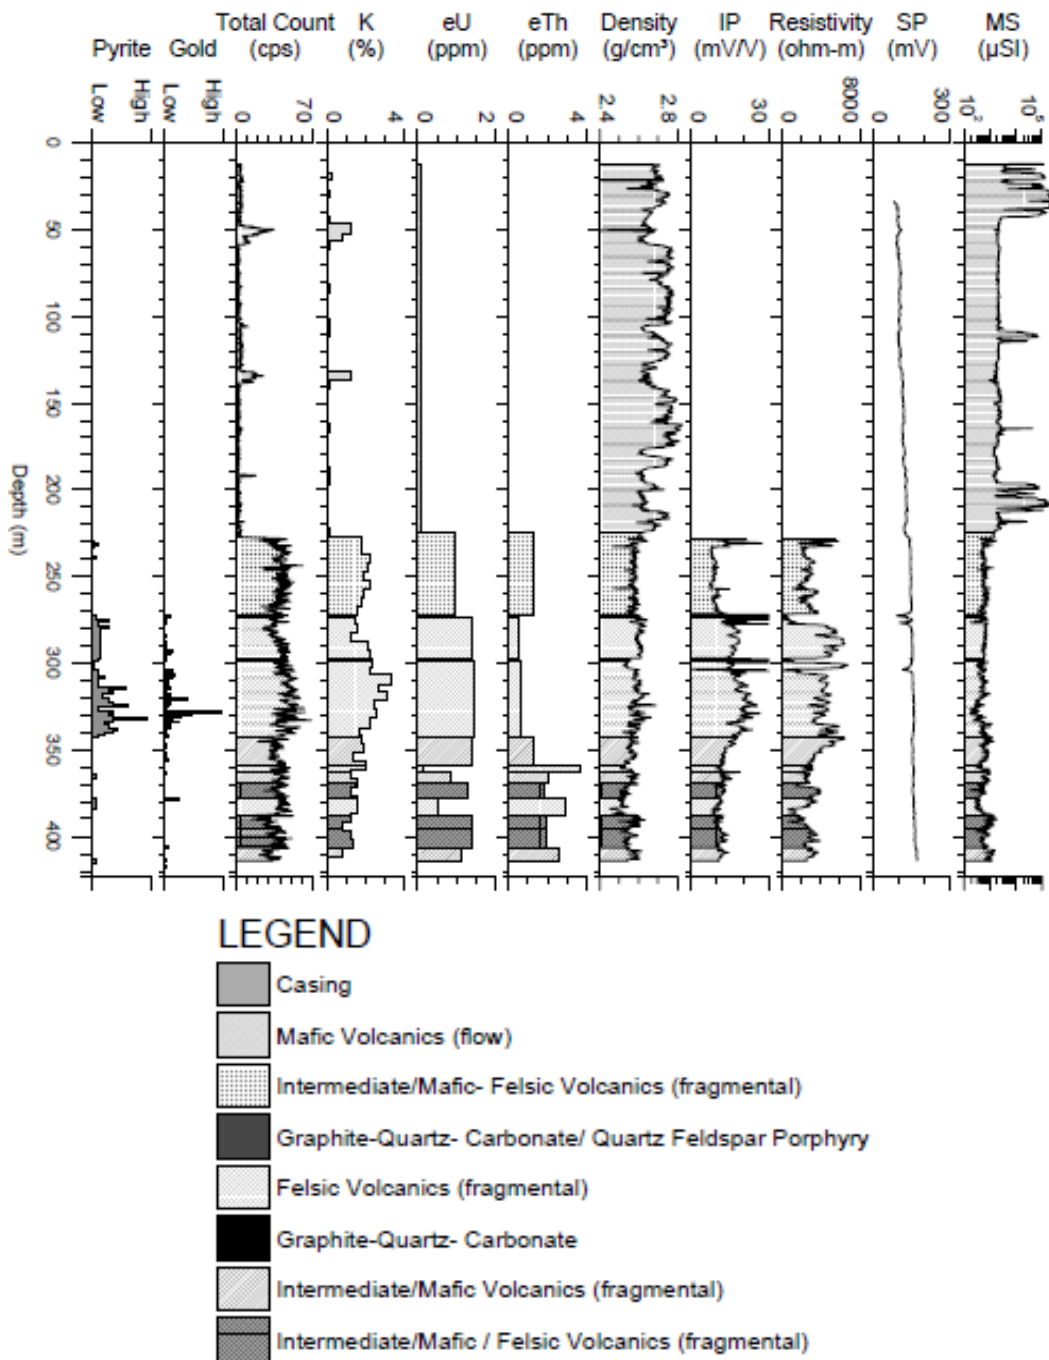 Pyrite Gold Total Count K eU eTh Density IP Resistivity SP MS
(cps) (%) (ppm) (ppm) (g/cm³) (mV/V) (ohm-m) (mV) (µSI)
Low High Low High 0 70 0 4 0 2 0 4 2.4 2.8 2.9 0 30 0 8000 0 300 10² 10⁵
0
50
100
150
200
250
300
350
400
Depth (m)
LEGEND
Casing
Mafic Volcanics (flow)
Intermediate/Mafic- Felsic Volcanics (fragmental)
Graphite-Quartz- Carbonate/ Quartz Feldspar Porphyry
Felsic Volcanics (fragmental)
Graphite-Quartz- Carbonate
Intermediate/Mafic Volcanics (fragmental)
Intermediate/Mafic / Felsic Volcanics (fragmental)